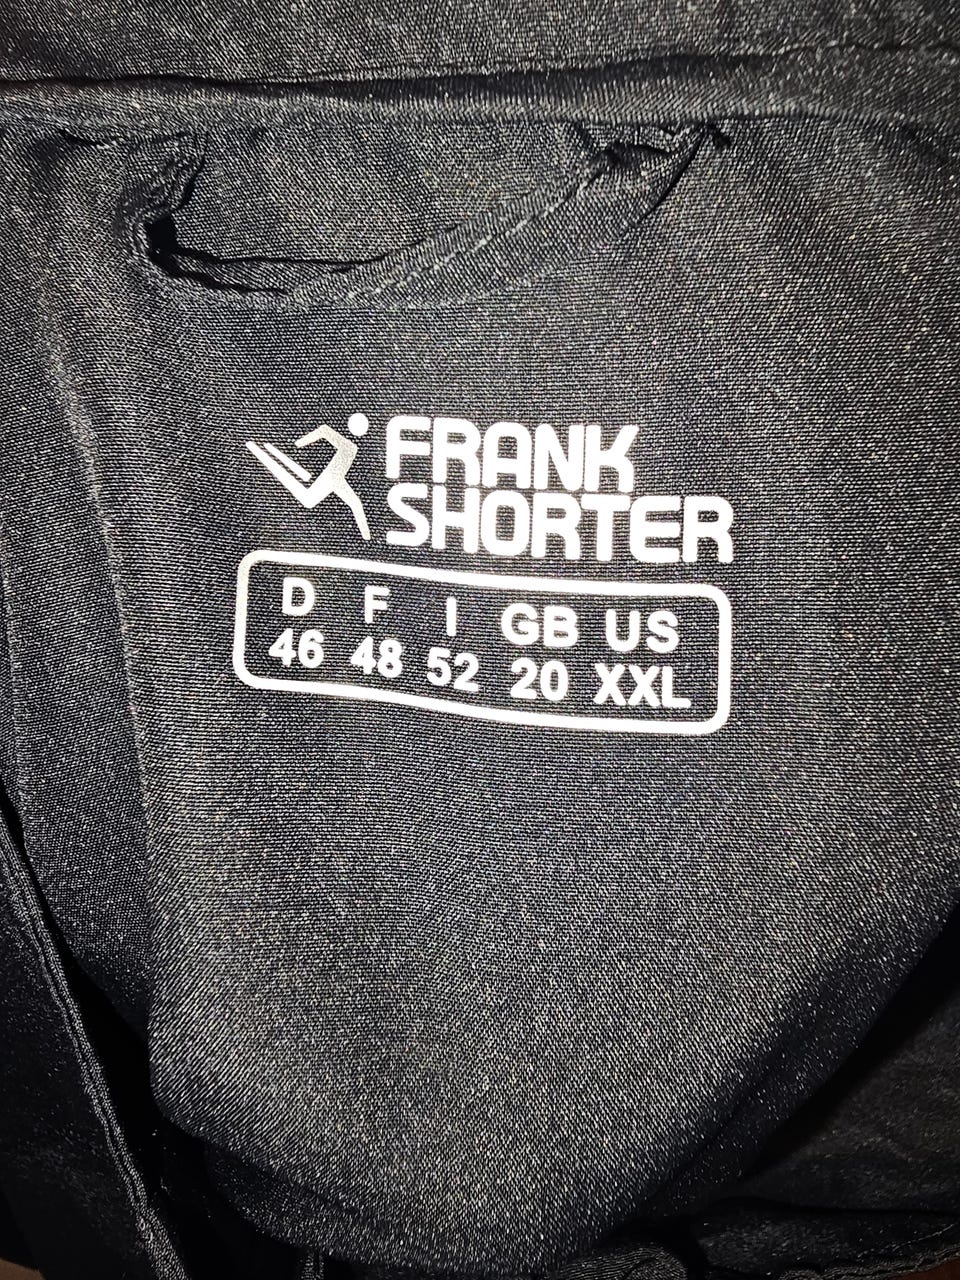 FRANK
SHORTER
D F I GB US
46 48 52 20 XXL